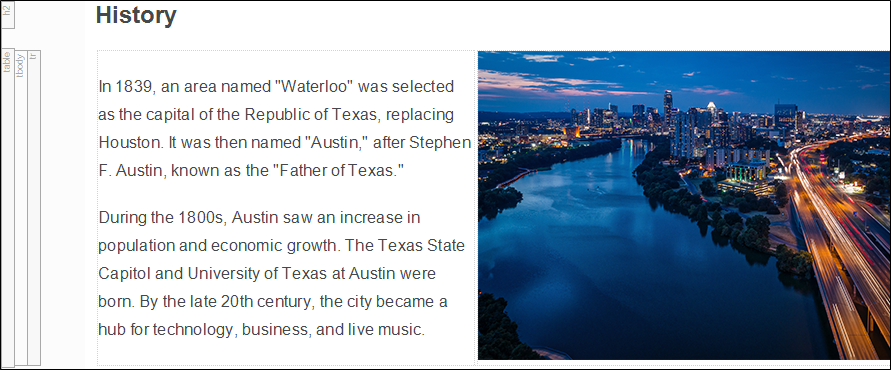 h2
History
table
tbody
tr
In 1839, an area named "Waterloo" was selected
as the capital of the Republic of Texas, replacing
Houston. It was then named "Austin," after Stephen
F. Austin, known as the "Father of Texas."
During the 1800s, Austin saw an increase in
population and economic growth. The Texas State
Capitol and University of Texas at Austin were
born. By the late 20th century, the city became a
hub for technology, business, and live music.